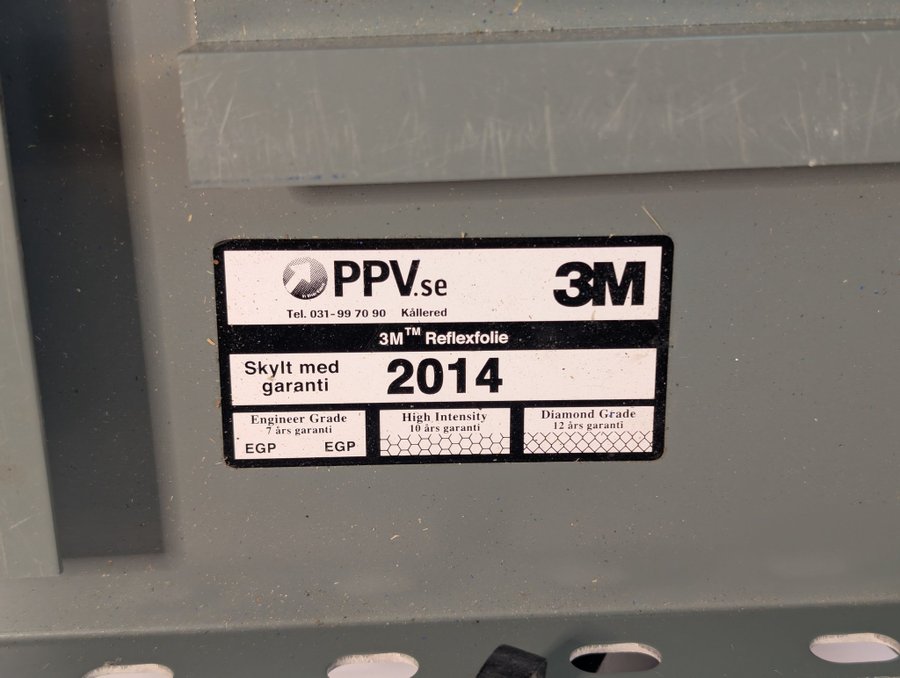 PPV.se
3M
Tel. 031-99 70 90 Kållered
3M™ Reflexfolie
Skylt med
garanti
2014
Engineer Grade
7 års garanti
EGP EGP
High Intensity
10 års garanti
Diamond Grade
12 års garanti